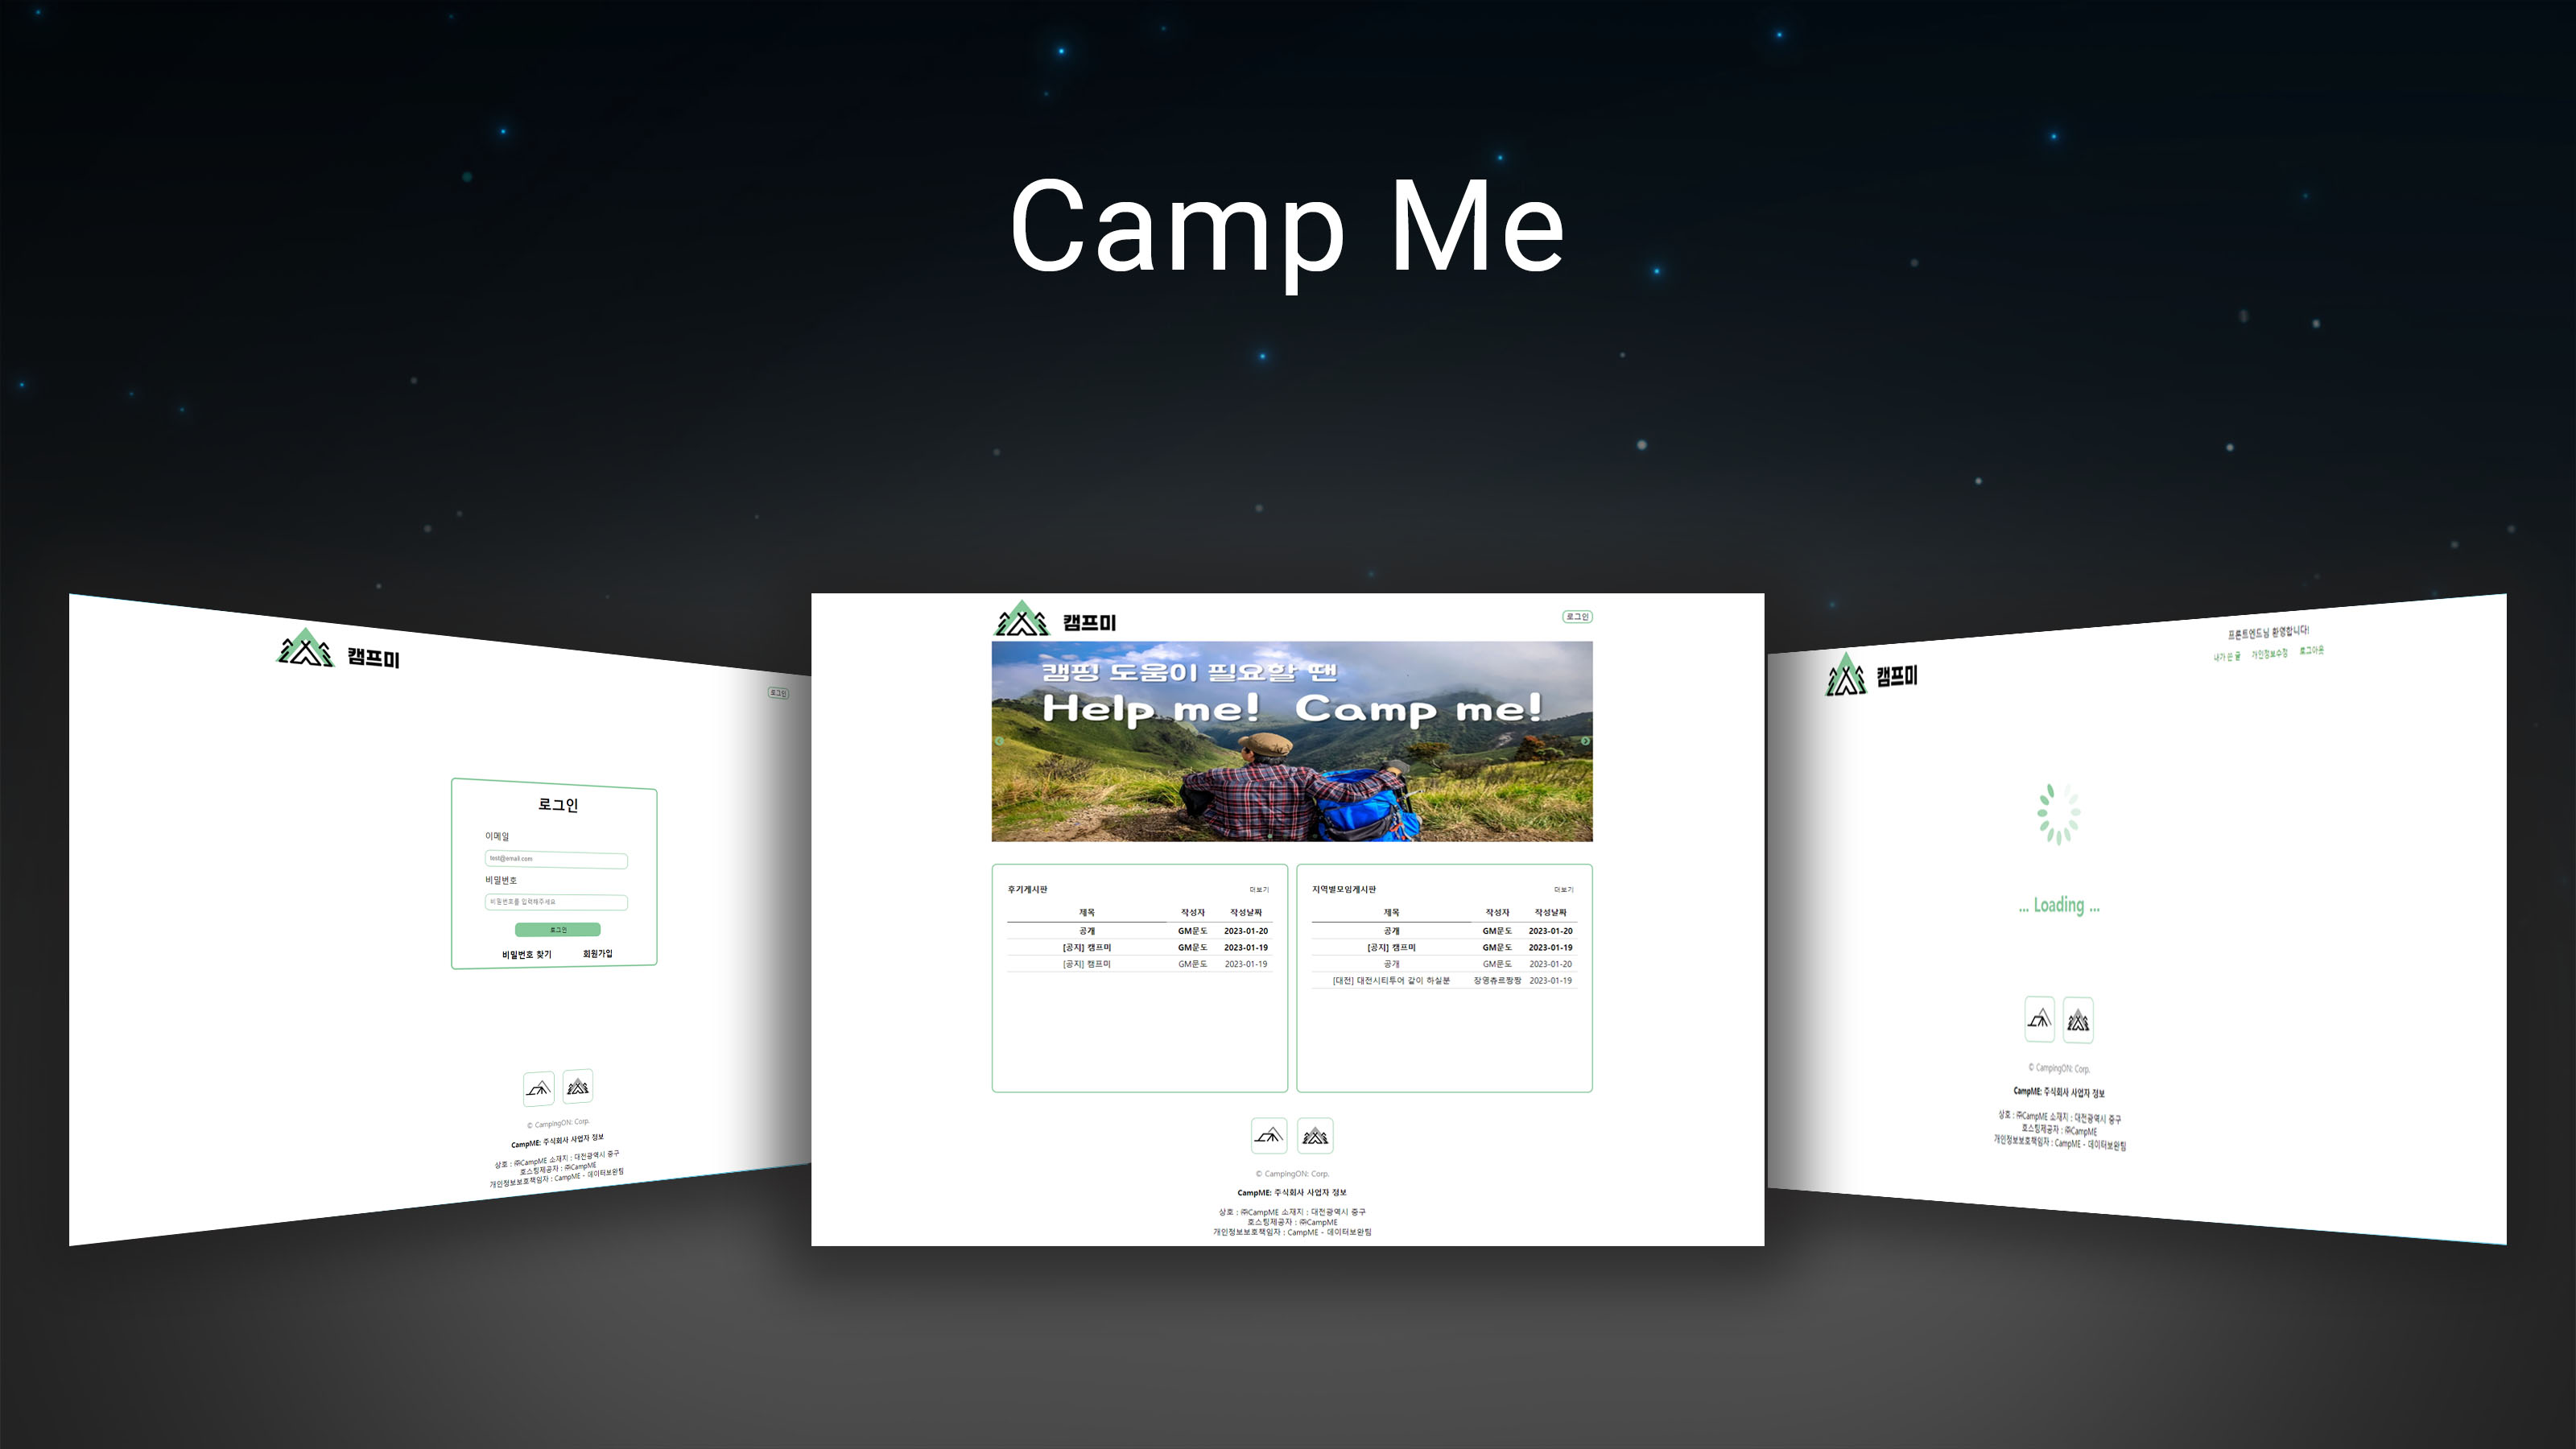 Camp Me
캠프미
로그인
로그인
이메일
test@email.com
비밀번호
비밀번호를 입력해주세요
로그인
비밀번호 찾기 회원가입
© CampingON: Corp.
CampME: 주식회사 사업자 정보
상호 : ㈜CampME 소재지 : 대전광역시 중구
호스팅제공자 : ㈜CampME
개인정보보호책임자 : CampME - 데이터보완팀
캠프미
로그인
캠핑 도움이 필요할 땐
Help me! Camp me!
후기게시판 더보기
제목 작성자 작성날짜
공개 GM문도 2023-01-20
[공지] 캠프미 GM문도 2023-01-19
[공지] 캠프미 GM문도 2023-01-19
지역별모임게시판 더보기
제목 작성자 작성날짜
공개 GM문도 2023-01-20
[공지] 캠프미 GM문도 2023-01-19
공개 GM문도 2023-01-20
[대전] 대전시티투어 같이 하실분 장영츄르짱짱 2023-01-19
© CampingON: Corp.
CampME: 주식회사 사업자 정보
상호 : ㈜CampME 소재지 : 대전광역시 중구
호스팅제공자 : ㈜CampME
개인정보보호책임자 : CampME - 데이터보완팀
캠프미
프론트엔드님 환영합니다!
내가 쓴 글 개인정보수정 로그아웃
... Loading ...
© CampingON: Corp.
CampME: 주식회사 사업자 정보
상호 : ㈜CampME 소재지 : 대전광역시 중구
호스팅제공자 : ㈜CampME
개인정보보호책임자 : CampME - 데이터보완팀